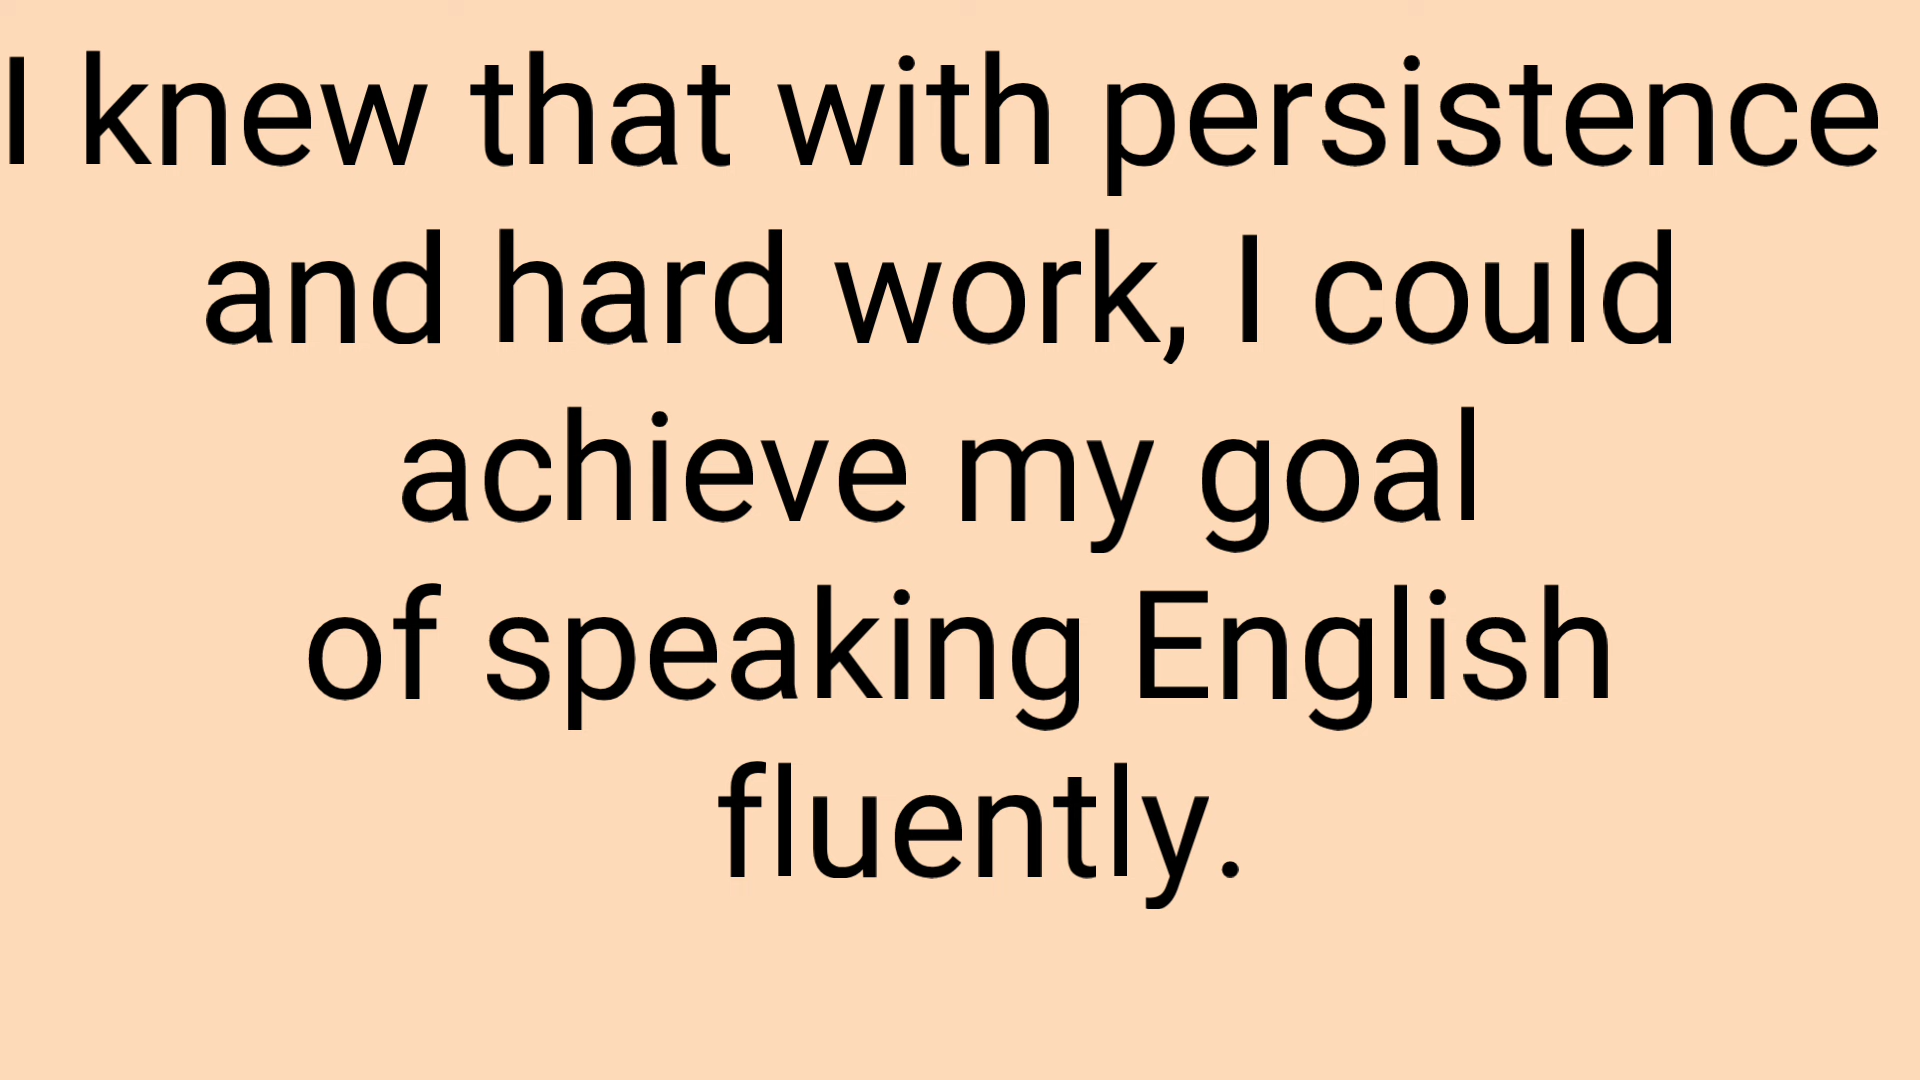 I knew that with persistence
and hard work, I could
achieve my goal
of speaking English
fluently.